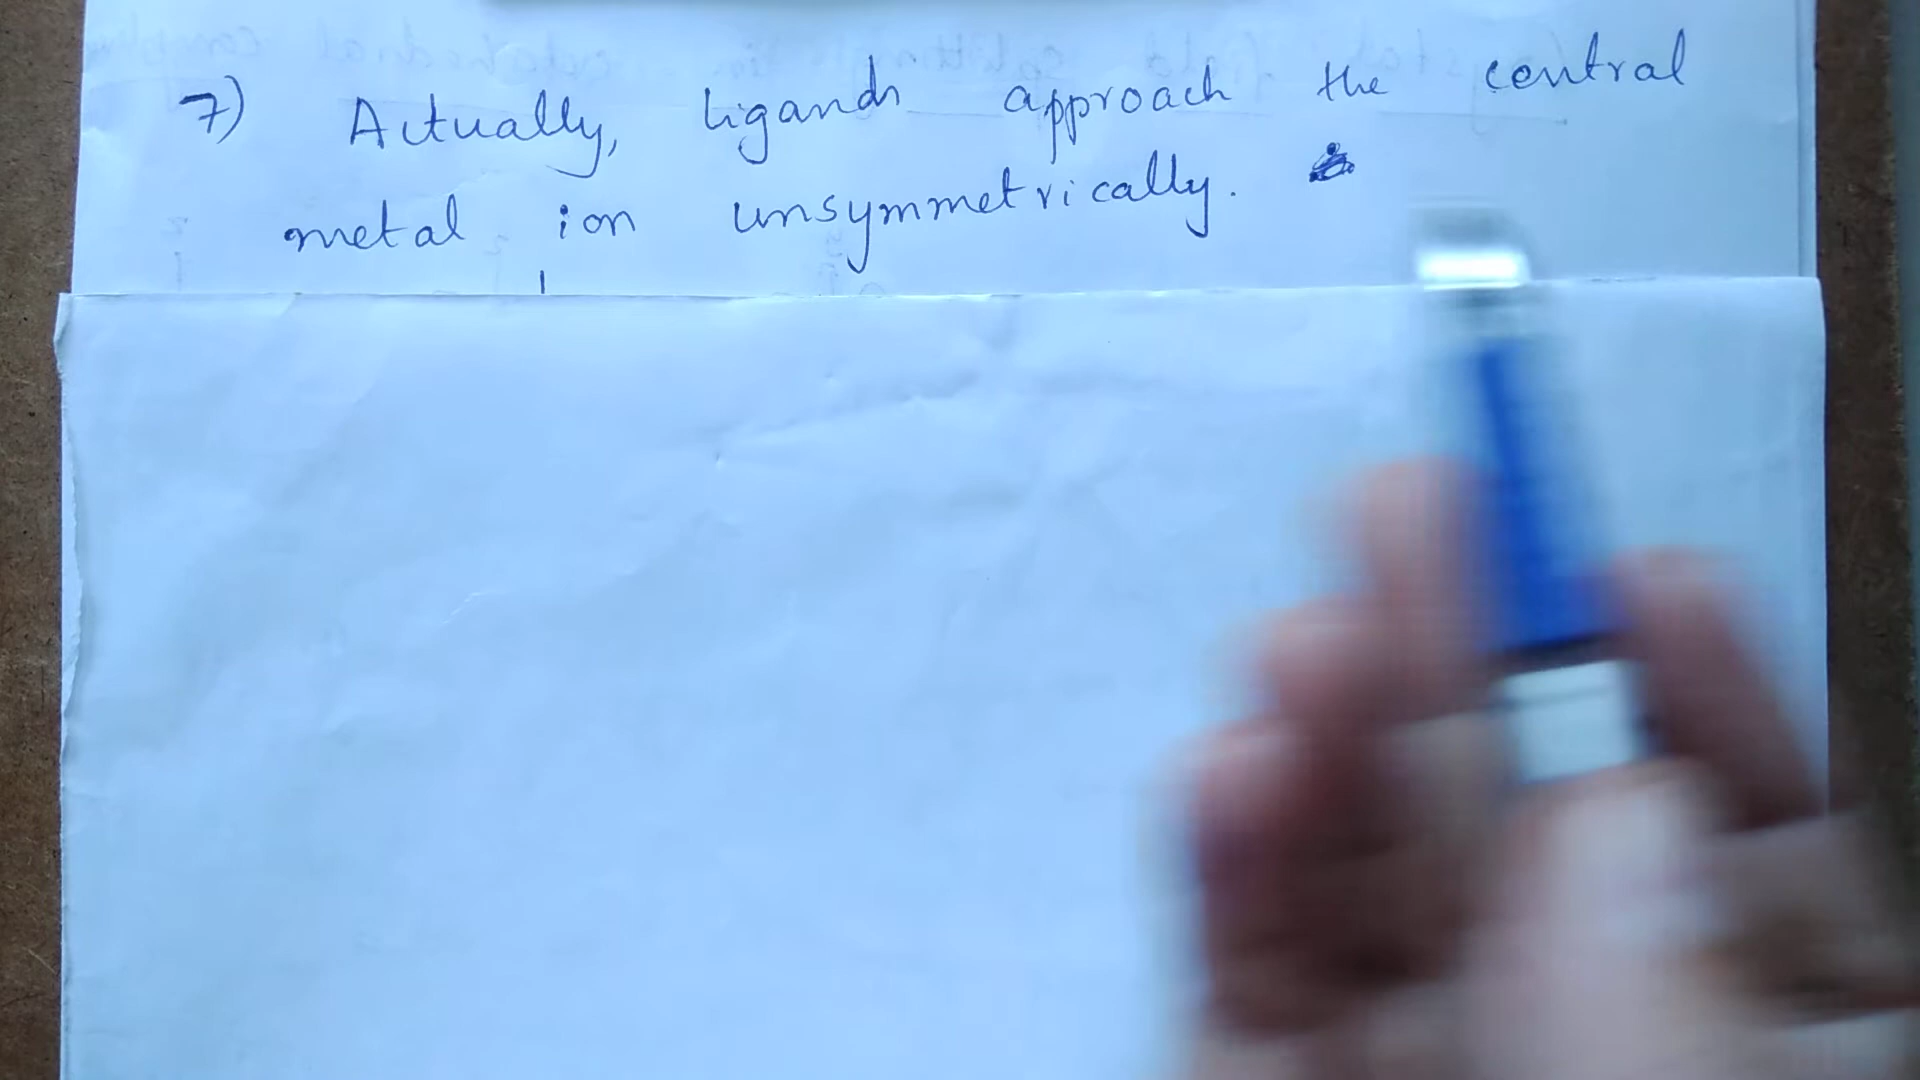 7) Actually, ligands approach the central
metal ion unsymmetrically.